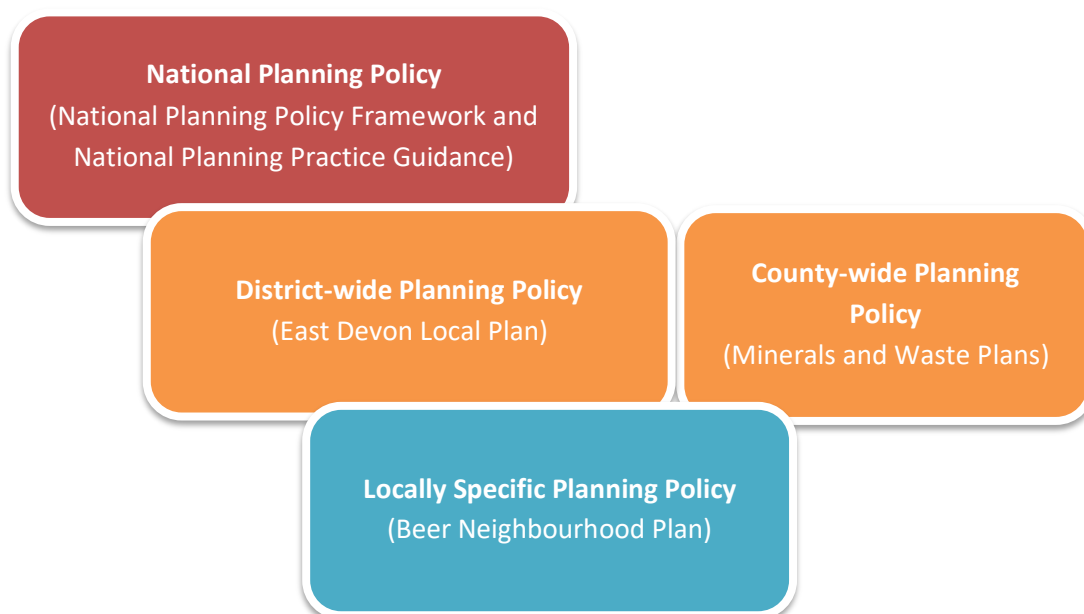 National Planning Policy
(National Planning Policy Framework and
National Planning Practice Guidance)
District-wide Planning Policy
(East Devon Local Plan)
County-wide Planning
Policy
(Minerals and Waste Plans)
Locally Specific Planning Policy
(Beer Neighbourhood Plan)